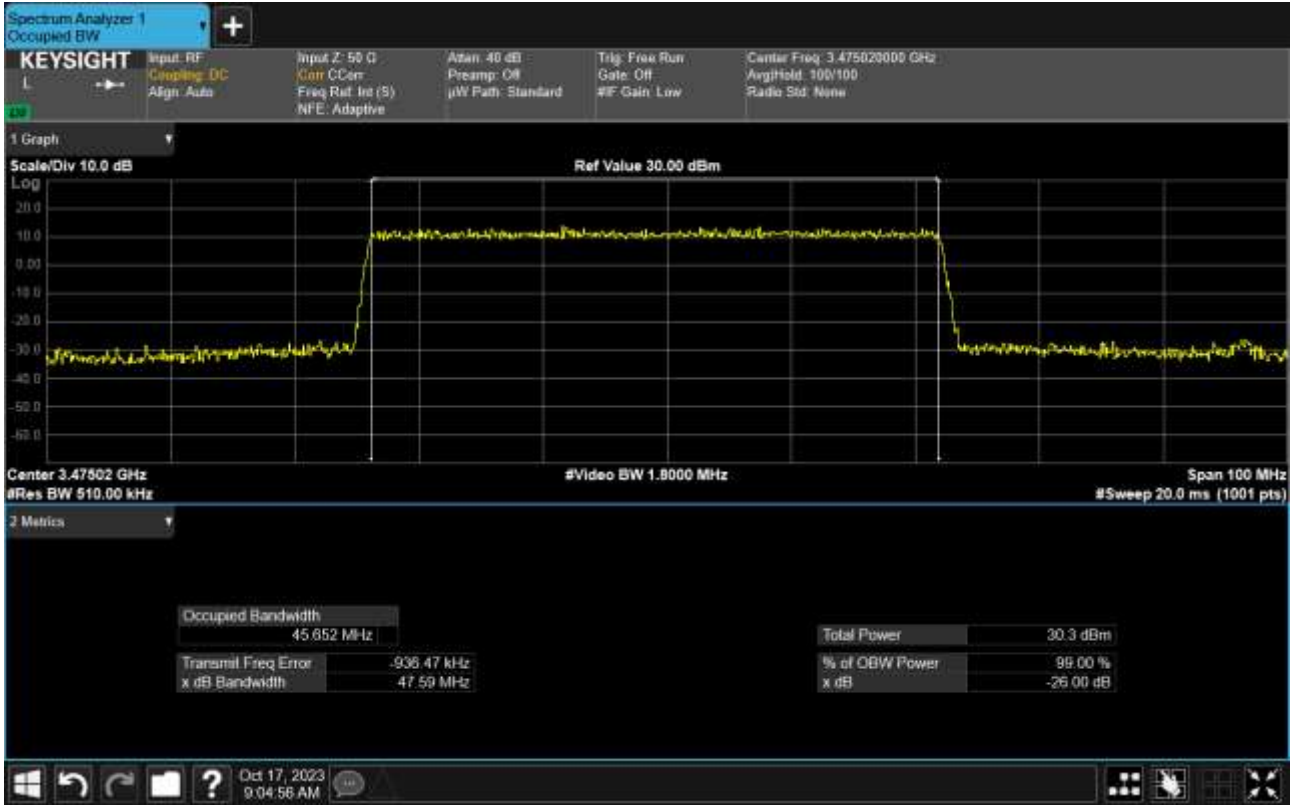 Spectrum Analyzer 1
Occupied BW
KEYSIGHT
L
Input: RF
Coupling: DC
Align: Auto
Input Z: 50 Ω
Corr CCorr
Freq Ref: Int (S)
NFE: Adaptive
Atten: 40 dB
Preamp: Off
µW Path: Standard
Trig: Free Run
Gate: Off
#IF Gain: Low
Center Freq: 3.475020000 GHz
Avg|Hold: 100/100
Radio Std: None
1 Graph
Scale/Div 10.0 dB
Ref Value 30.00 dBm
Log
20.0
10.0
0.00
-10.0
-20.0
-30.0
-40.0
-50.0
-60.0
Center 3.47502 GHz
#Video BW 1.8000 MHz
Span 100 MHz
#Res BW 510.00 kHz
#Sweep 20.0 ms (1001 pts)
2 Metrics
Occupied Bandwidth
45.652 MHz
Total Power 30.3 dBm
Transmit Freq Error -936.47 kHz
% of OBW Power 99.00 %
x dB Bandwidth 47.59 MHz
x dB -26.00 dB
?
Oct 17, 2023
9:04:56 AM